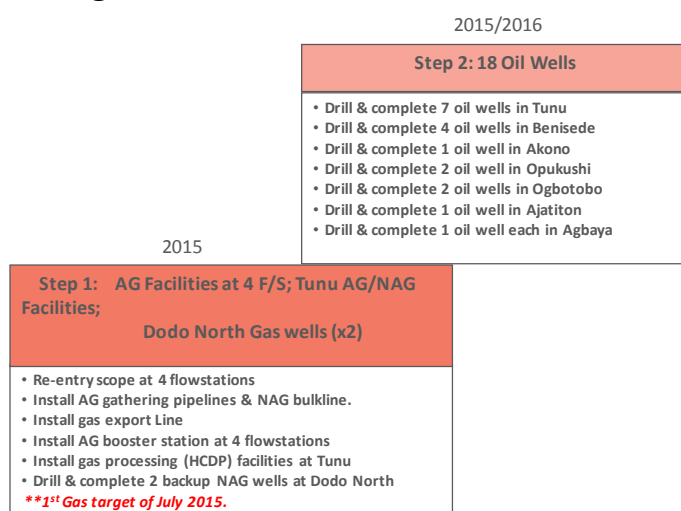 2015/2016
Step 2: 18 Oil Wells
• Drill & complete 7 oil wells in Tunu
• Drill & complete 4 oil wells in Benisede
• Drill & complete 1 oil well in Akono
• Drill & complete 2 oil well in Opukushi
• Drill & complete 2 oil wells in Ogbotobo
• Drill & complete 1 oil well in Ajatiton
• Drill & complete 1 oil well each in Agbaya
2015
Step 1: AG Facilities at 4 F/S; Tunu AG/NAG
Facilities;
Dodo North Gas wells (x2)
• Re-entry scope at 4 flowstations
• Install AG gathering pipelines & NAG bulkline.
• Install gas export Line
• Install AG booster station at 4 flowstations
• Install gas processing (HCDP) facilities at Tunu
• Drill & complete 2 backup NAG wells at Dodo North
**1st Gas target of July 2015.